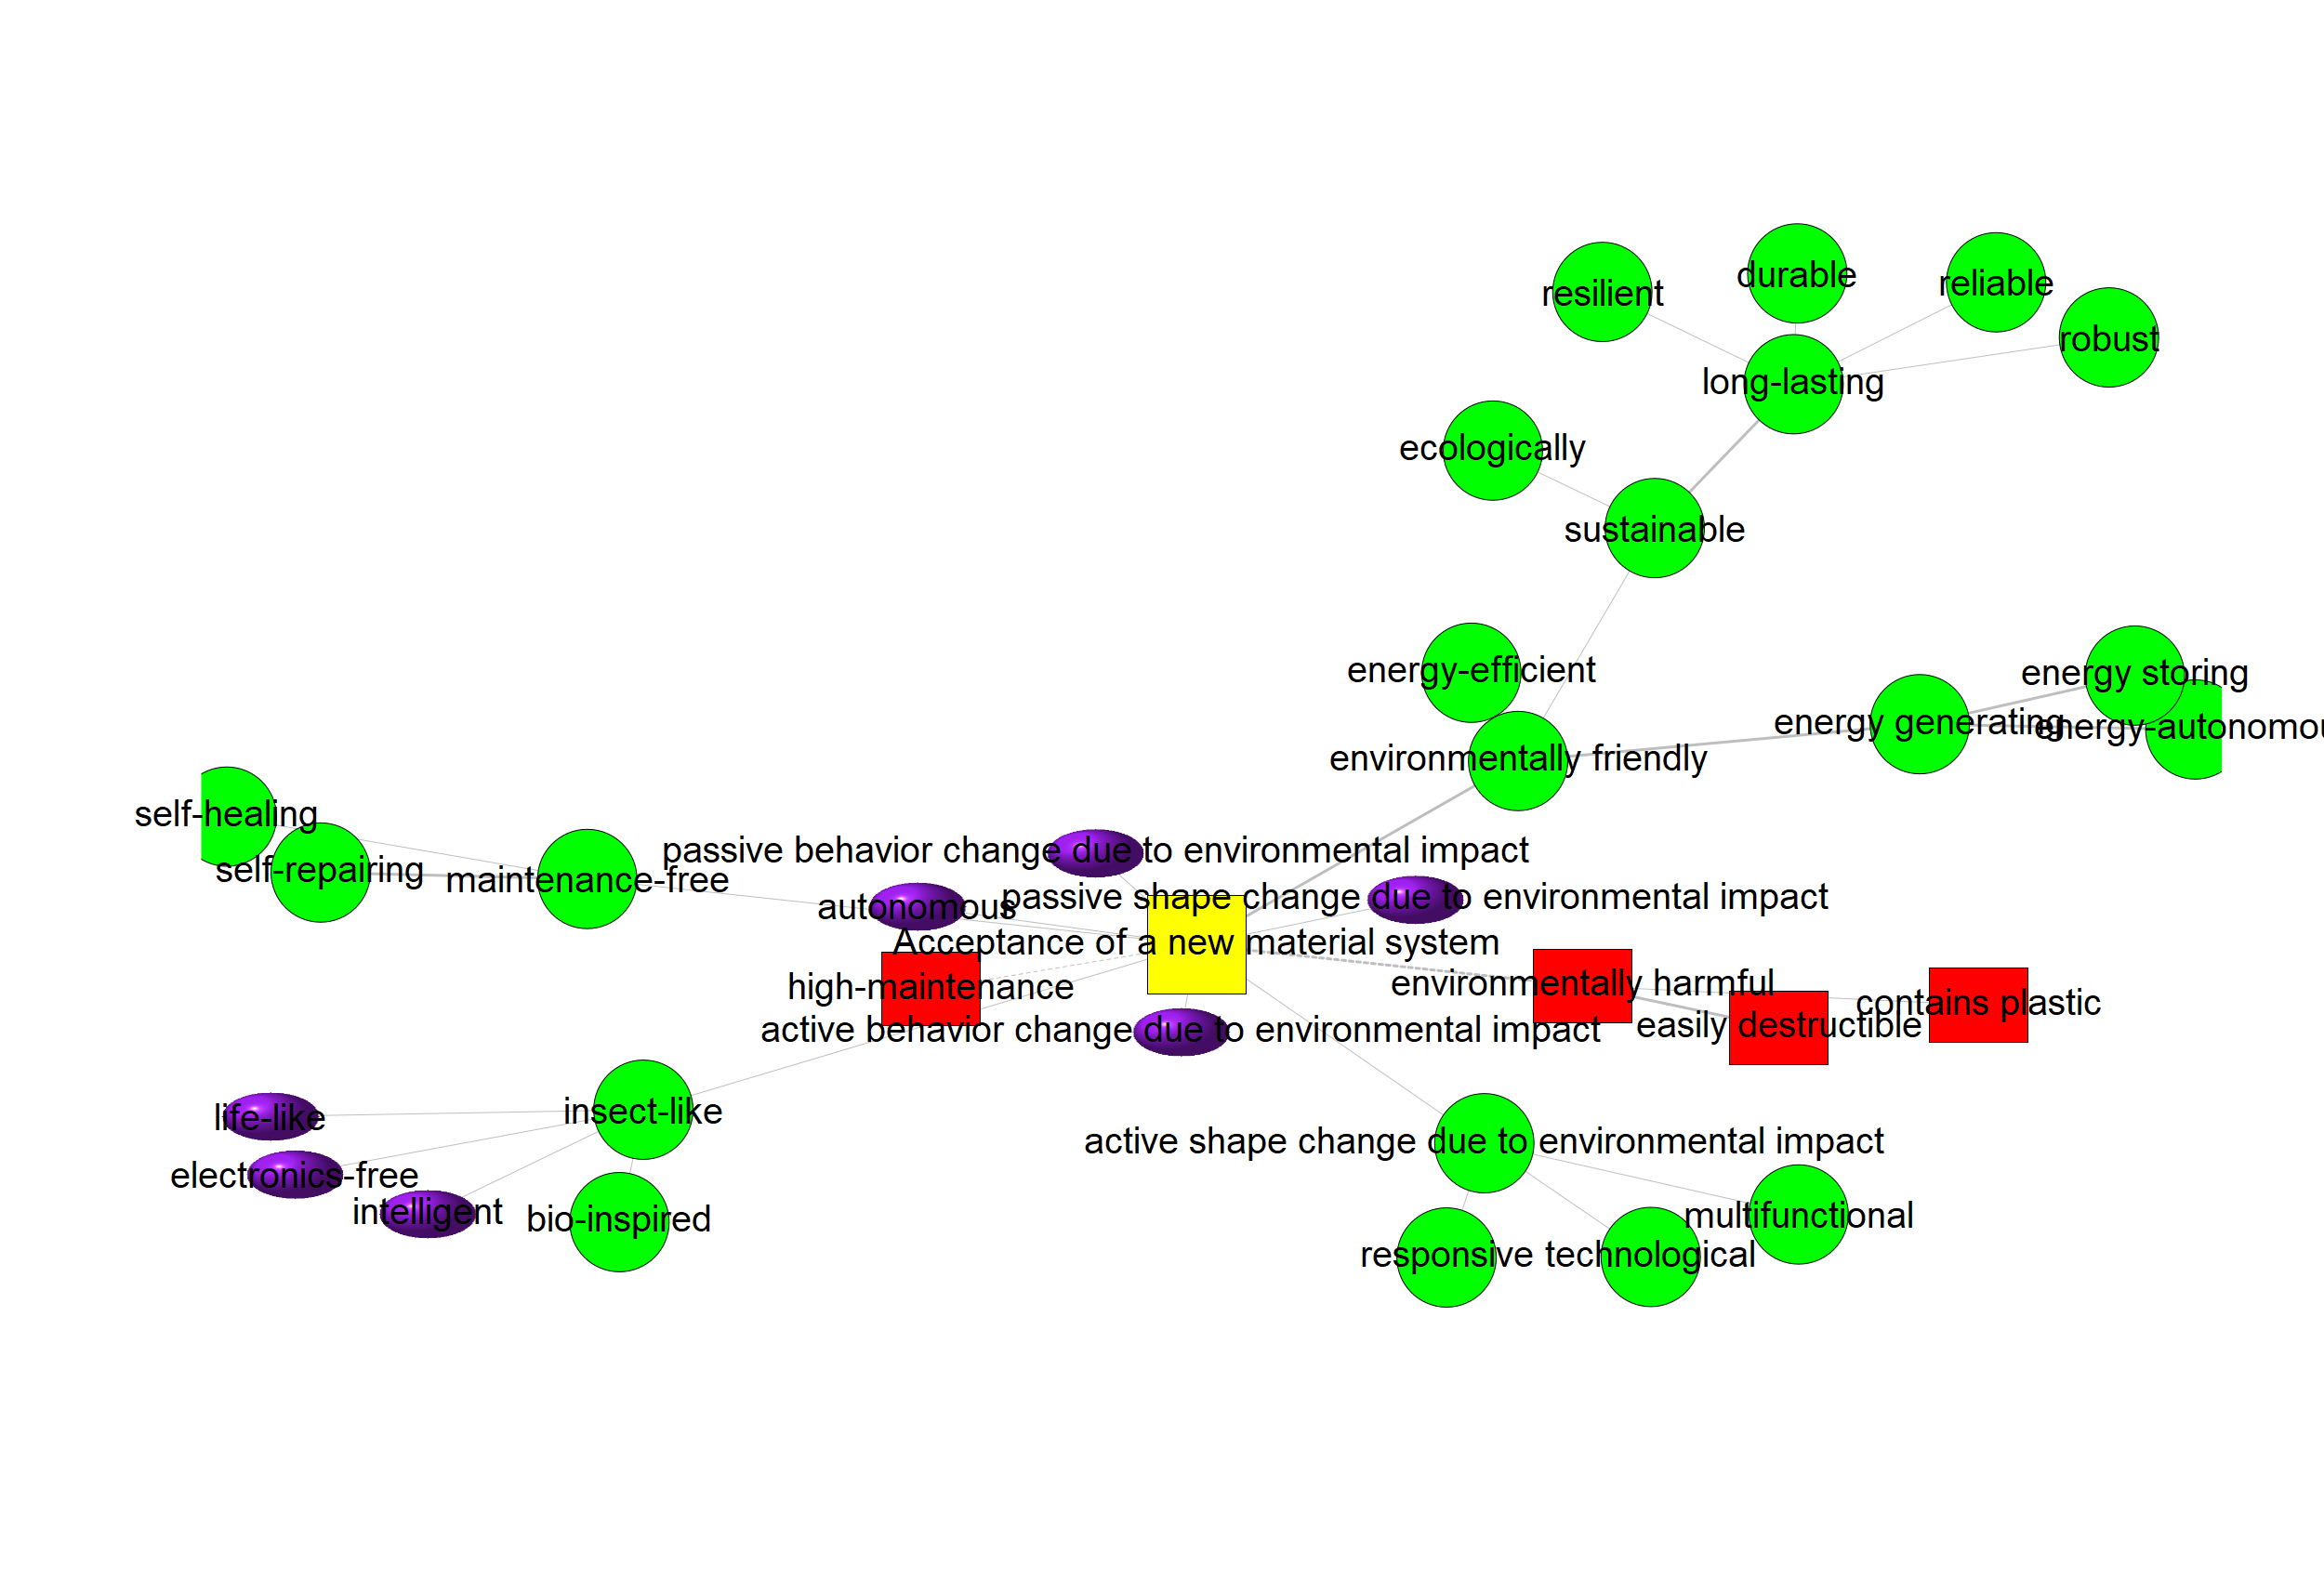 durable
reliable
resilient
robust
long-lasting
ecologically
sustainable
energy-efficient
energy storing
energy generating
energy-autonomou
environmentally friendly
self-healing
passive behavior change due to environmental impact
self-repairing
maintenance-free
passive shape change due to environmental impact
autonomous
Acceptance of a new material system
environmentally harmful
high-maintenance
contains plastic
easily destructible
active behavior change due to environmental impact
insect-like
life-like
active shape change due to environmental impact
electronics-free
intelligent
multifunctional
bio-inspired
responsive
technological